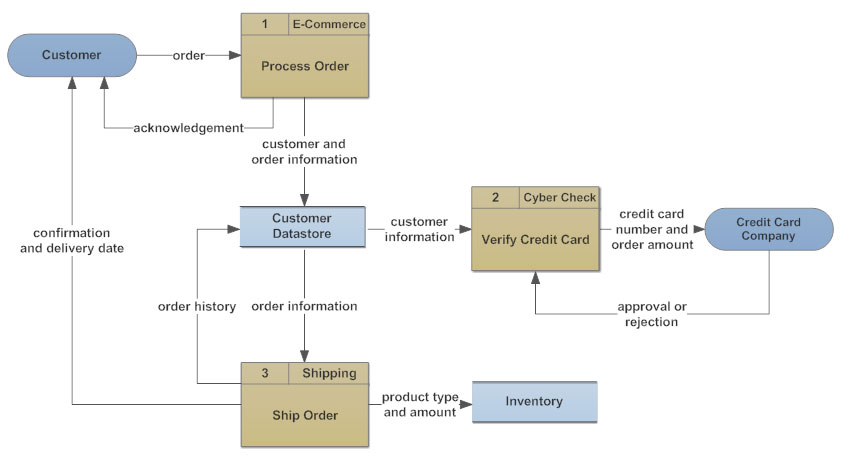 1 E-Commerce
Customer
order
Process Order
acknowledgement
customer and
order information
2 Cyber Check
Customer
Datastore
customer
information
Verify Credit Card
credit card
number and
order amount
Credit Card
Company
confirmation
and delivery date
order history
order information
approval or
rejection
3 Shipping
Ship Order
product type
and amount
Inventory